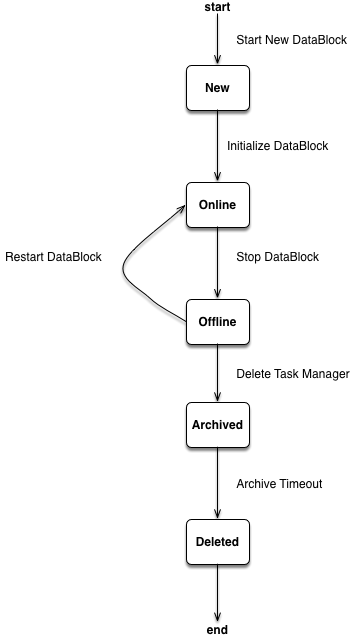 start
Start New DataBlock
New
Initialize DataBlock
Online
Restart DataBlock
Stop DataBlock
Offline
Delete Task Manager
Archived
Archive Timeout
Deleted
end